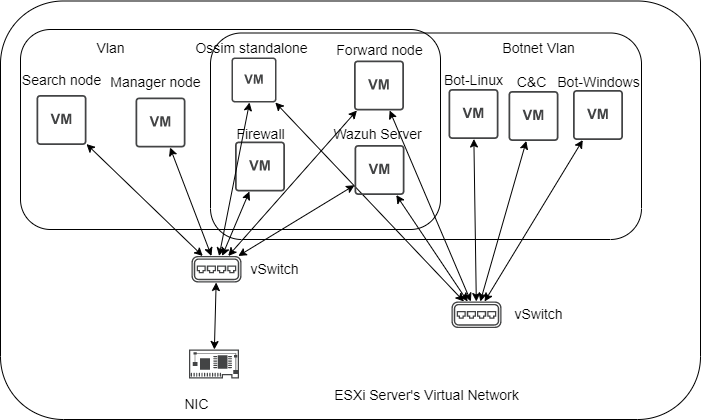 Vlan
Ossim standalone
Forward node
Botnet Vlan
Search node
Manager node
VM
VM
Bot-Linux
C&C
Bot-Windows
VM
VM
VM
VM
VM
Firewall
Wazuh Server
VM
VM
vSwitch
vSwitch
NIC
ESXi Server's Virtual Network